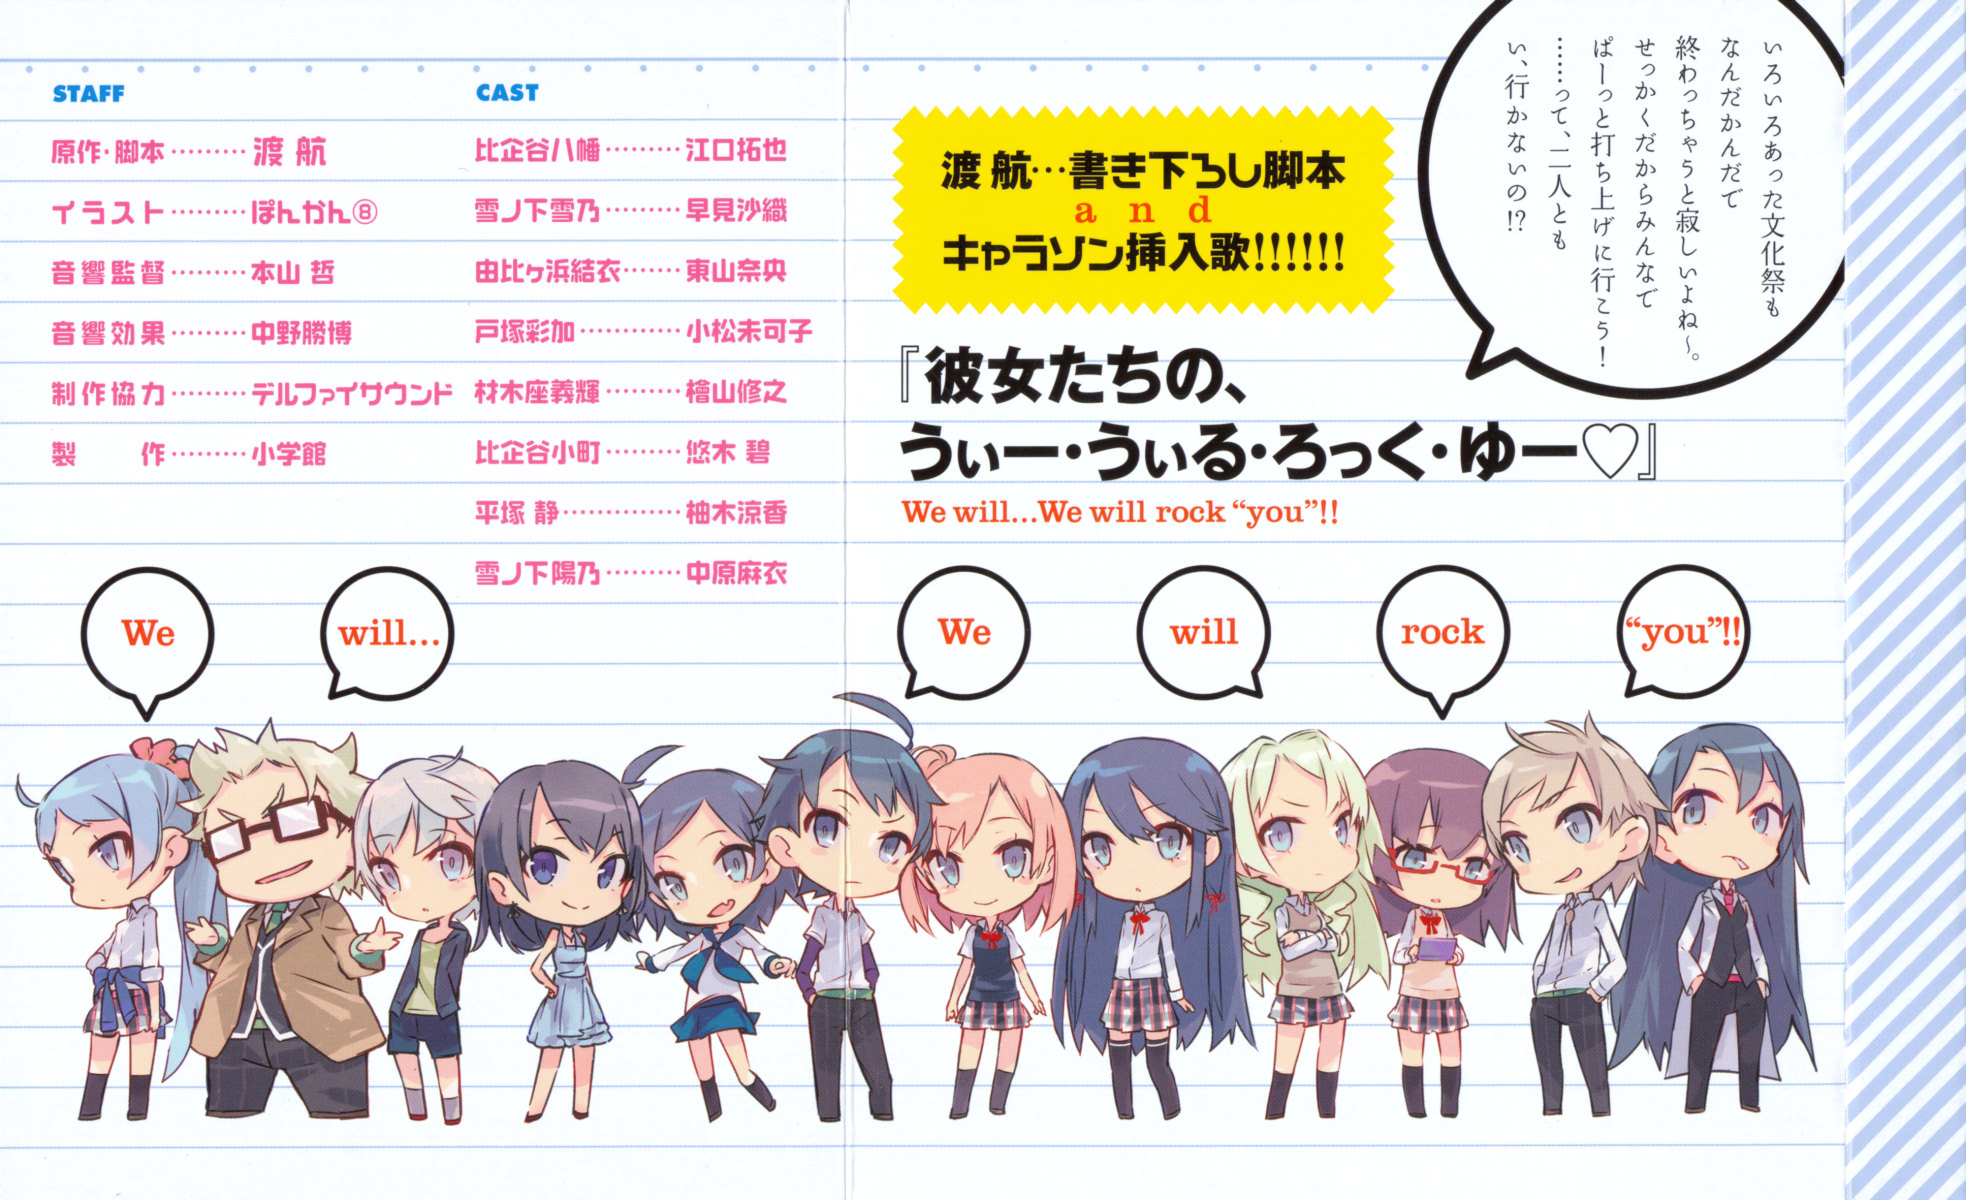 STAFF
原作・脚本………渡 航
イラスト………ぽんかん⑧
音響監督………本山 哲
音響効果………中野勝博
制作協力………デルファイサウンド
製 作………小学館
CAST
比企谷八幡………江口拓也
雪ノ下雪乃………早見沙織
由比ヶ浜結衣……東山奈央
戸塚彩加…………小松未可子
材木座義輝………檜山修之
比企谷小町………悠木 碧
平塚 静……………柚木涼香
雪ノ下陽乃………中原麻衣
渡 航…書き下ろし脚本
and
キャラソン挿入歌!!!!!!
いろいろあった文化祭も
なんだかんだで
終わっちゃうと寂しいよね〜。
せっかくだからみんなで
ぱーっと打ち上げに行こう!
……って、二人とも
い、行かないの!?
『彼女たちの、
うぃー・うぃる・ろっく・ゆー♡』
We will…We will rock “you”!!
We
will…
We
will
rock
“you”!!